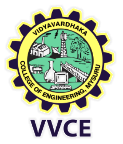 VIDYAVARDHAKA
COLLEGE OF ENGINEERING, MYSURU
VVCE